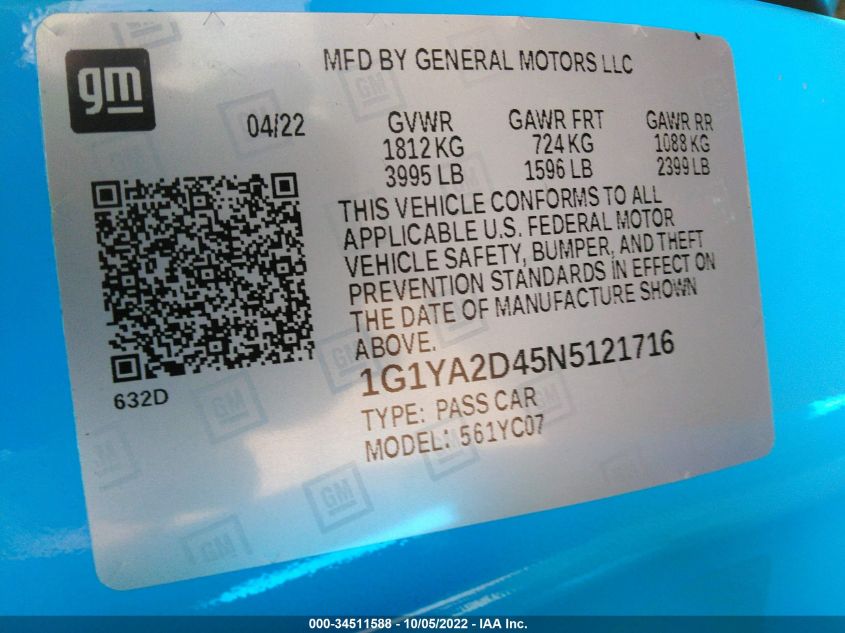 gm
MFD BY GENERAL MOTORS LLC
04/22
GVWR GAWR FRT GAWR RR
1812 KG 724 KG 1088 KG
3995 LB 1596 LB 2399 LB
THIS VEHICLE CONFORMS TO ALL
APPLICABLE U.S. FEDERAL MOTOR
VEHICLE SAFETY, BUMPER, AND THEFT
PREVENTION STANDARDS IN EFFECT ON
THE DATE OF MANUFACTURE SHOWN
ABOVE.
632D
1G1YA2D45N5121716
TYPE: PASS CAR
MODEL: 561YC07
GM
GM
GM
000-34511588 - 10/05/2022 - IAA Inc.